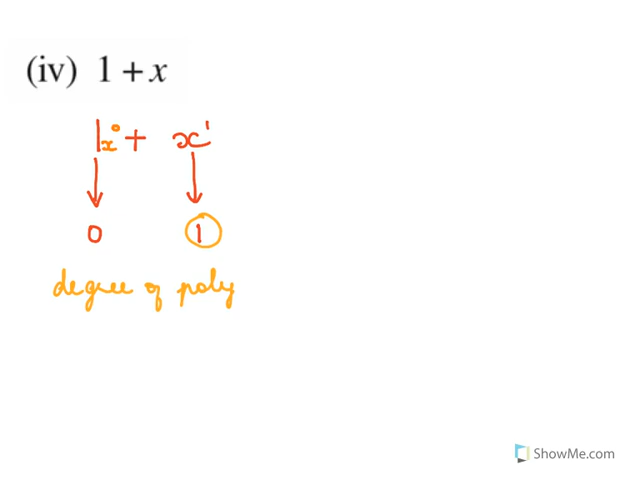 (iv) 1 + x
1x⁰ + x¹
0 1
degree of poly
ShowMe.com